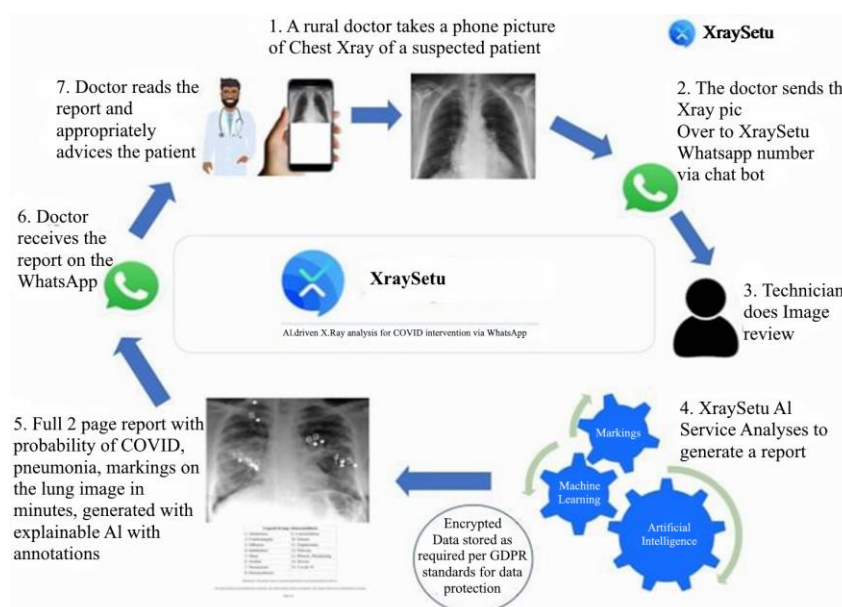 1. A rural doctor takes a phone picture
of Chest Xray of a suspected patient
XraySetu
7. Doctor reads the
report and
appropriately
advices the patient
2. The doctor sends th
Xray pic
Over to XraySetu
Whatsapp number
via chat bot
6. Doctor
receives the
report on the
WhatsApp
XraySetu
AI.driven X.Ray analysis for COVID intervention via WhatsApp
3. Technician
does Image
review
5. Full 2 page report with
probability of COVID,
pneumonia, markings on
the lung image in
minutes, generated with
explainable AI with
annotations
4. XraySetu AI
Service Analyses to
generate a report
Markings
Machine
Learning
Artificial
Intelligence
Encrypted
Data stored as
required per GDPR
standards for data
protection